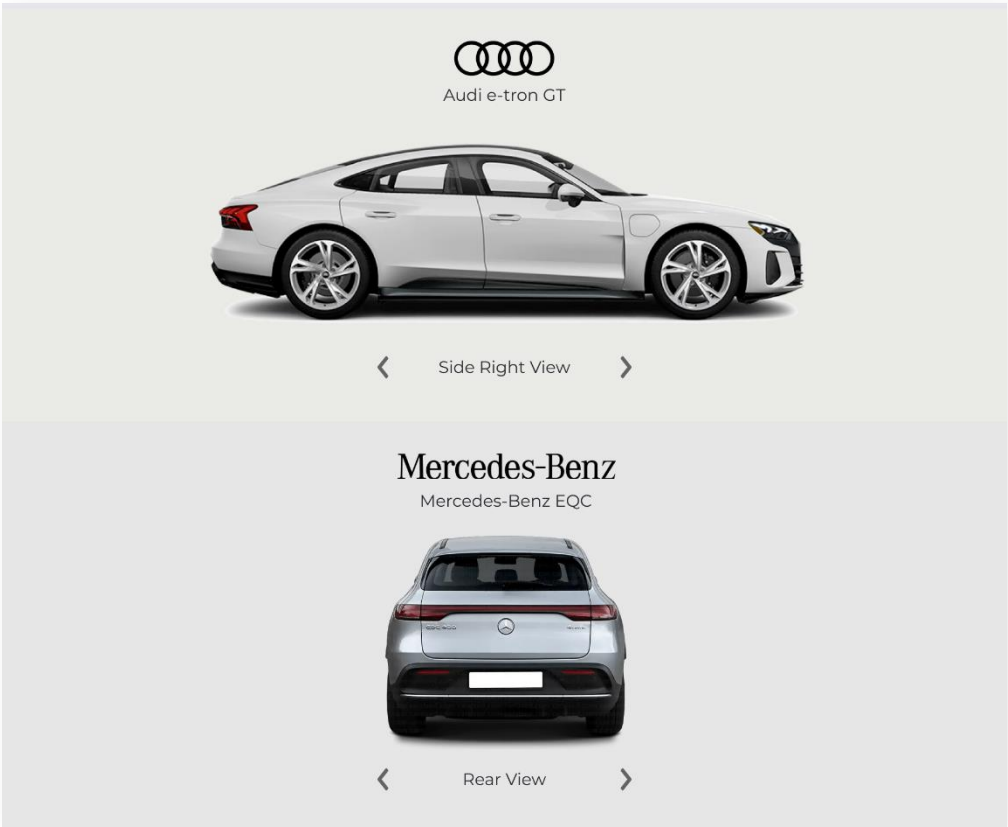 Audi e-tron GT
Side Right View
Mercedes-Benz
Mercedes-Benz EQC
Rear View